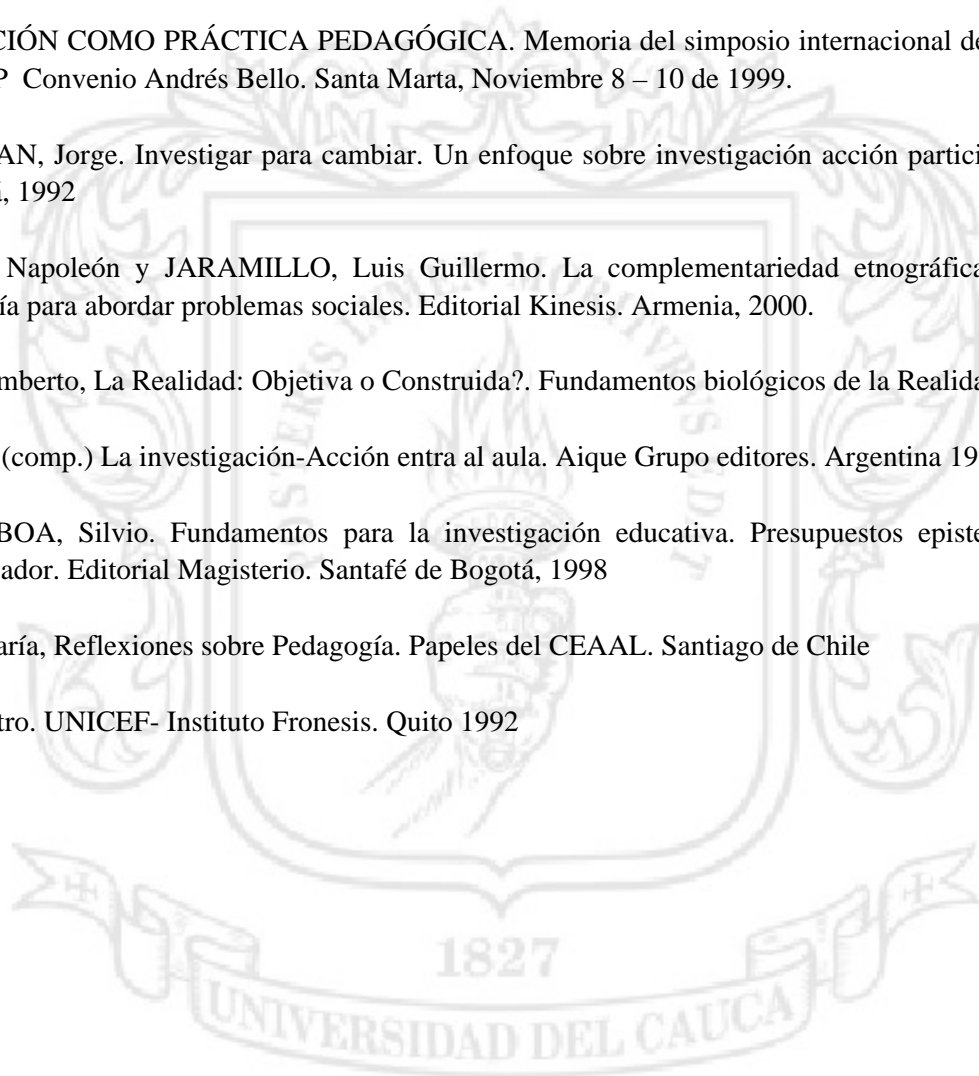 CIÓN COMO PRÁCTICA PEDAGÓGICA. Memoria del simposio internacional de
P Convenio Andrés Bello. Santa Marta, Noviembre 8 – 10 de 1999.
AN, Jorge. Investigar para cambiar. Un enfoque sobre investigación acción partici
, 1992
Napoleón y JARAMILLO, Luis Guillermo. La complementariedad etnográfica
ía para abordar problemas sociales. Editorial Kinesis. Armenia, 2000.
mberto, La Realidad: Objetiva o Construida?. Fundamentos biológicos de la Realida
(comp.) La investigación-Acción entra al aula. Aique Grupo editores. Argentina 19
BOA, Silvio. Fundamentos para la investigación educativa. Presupuestos episte
ador. Editorial Magisterio. Santafé de Bogotá, 1998
aría, Reflexiones sobre Pedagogía. Papeles del CEAAL. Santiago de Chile
tro. UNICEF- Instituto Fronesis. Quito 1992
POSTERIS LVMEN MORITVRVS EDAT
1827
UNIVERSIDAD DEL CAUCA